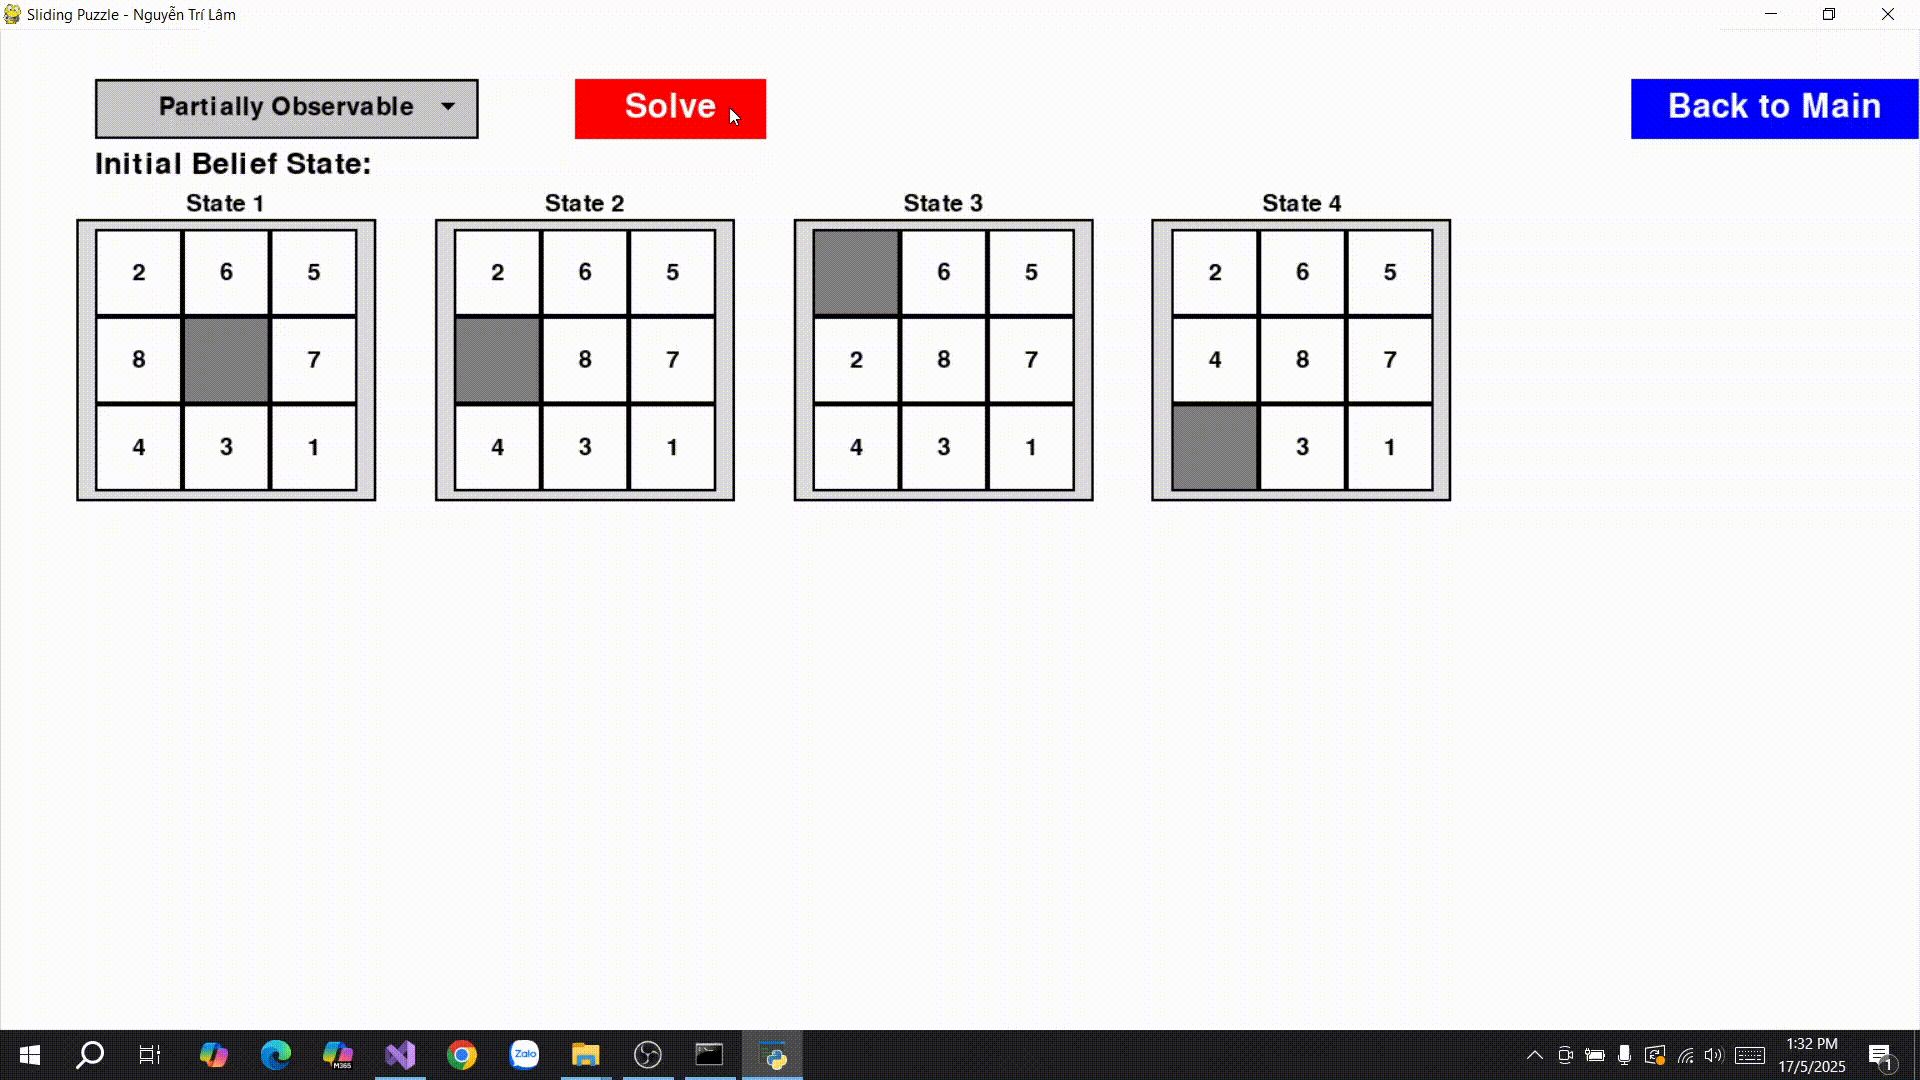 Sliding Puzzle - Nguyễn Trí Lâm
Partially Observable
Solve
Back to Main
Initial Belief State:
State 1
State 2
State 3
State 4
2 6 5
8 7
4 3 1
2 6 5
8 7
4 3 1
6 5
2 8 7
4 3 1
2 6 5
4 8 7
3 1
M365
Zalo
1:32 PM
17/5/2025
1